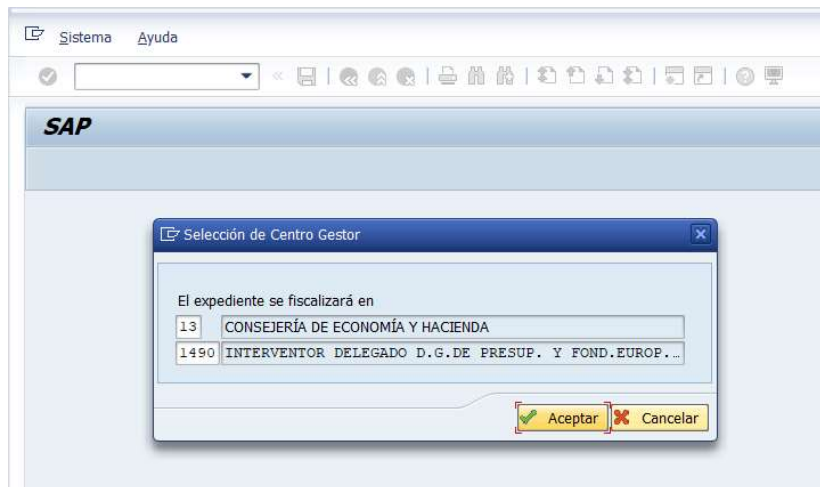 Sistema Ayuda
SAP
Selección de Centro Gestor
El expediente se fiscalizará en
13 CONSEJERÍA DE ECONOMÍA Y HACIENDA
1490 INTERVENTOR DELEGADO D.G.DE PRESUP. Y FOND.EUROP.…
Aceptar Cancelar